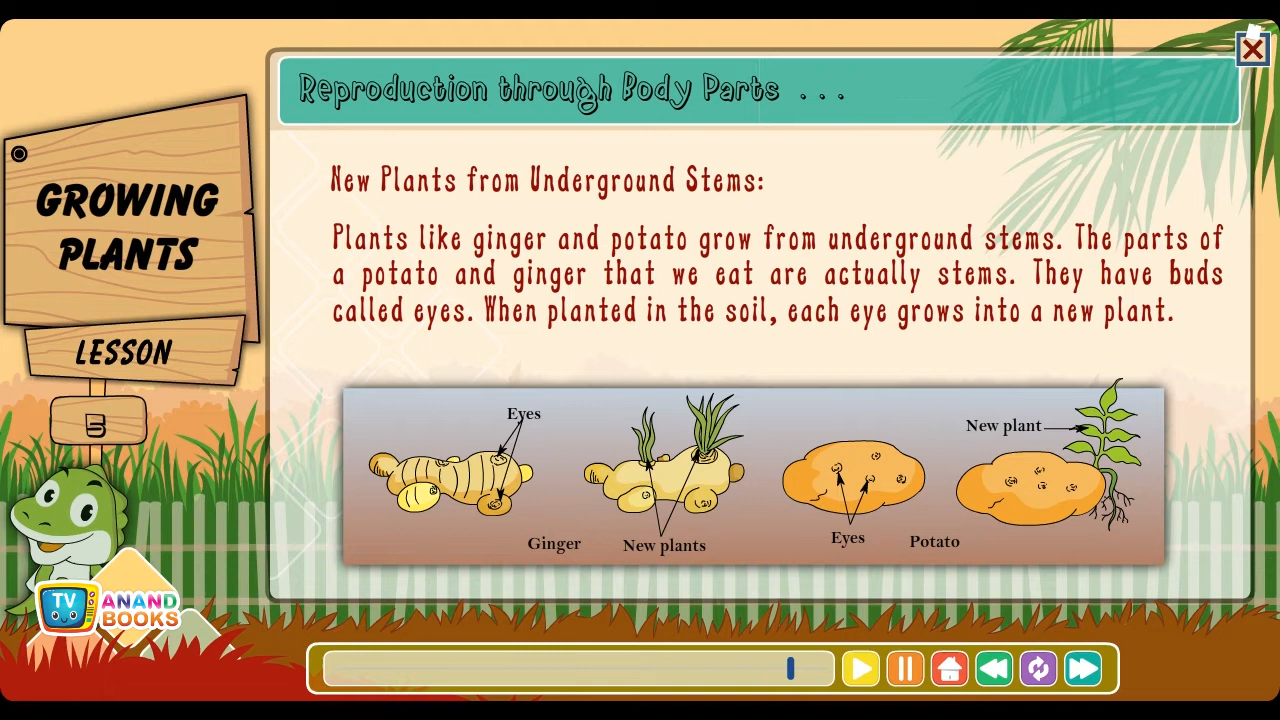 Reproduction through Body Parts . . .
GROWING
PLANTS
LESSON
5
New Plants from Underground Stems:
Plants like ginger and potato grow from underground stems. The parts of
a potato and ginger that we eat are actually stems. They have buds
called eyes. When planted in the soil, each eye grows into a new plant.
Eyes
New plant
Ginger
New plants
Eyes
Potato
TV
ANAND
BOOKS